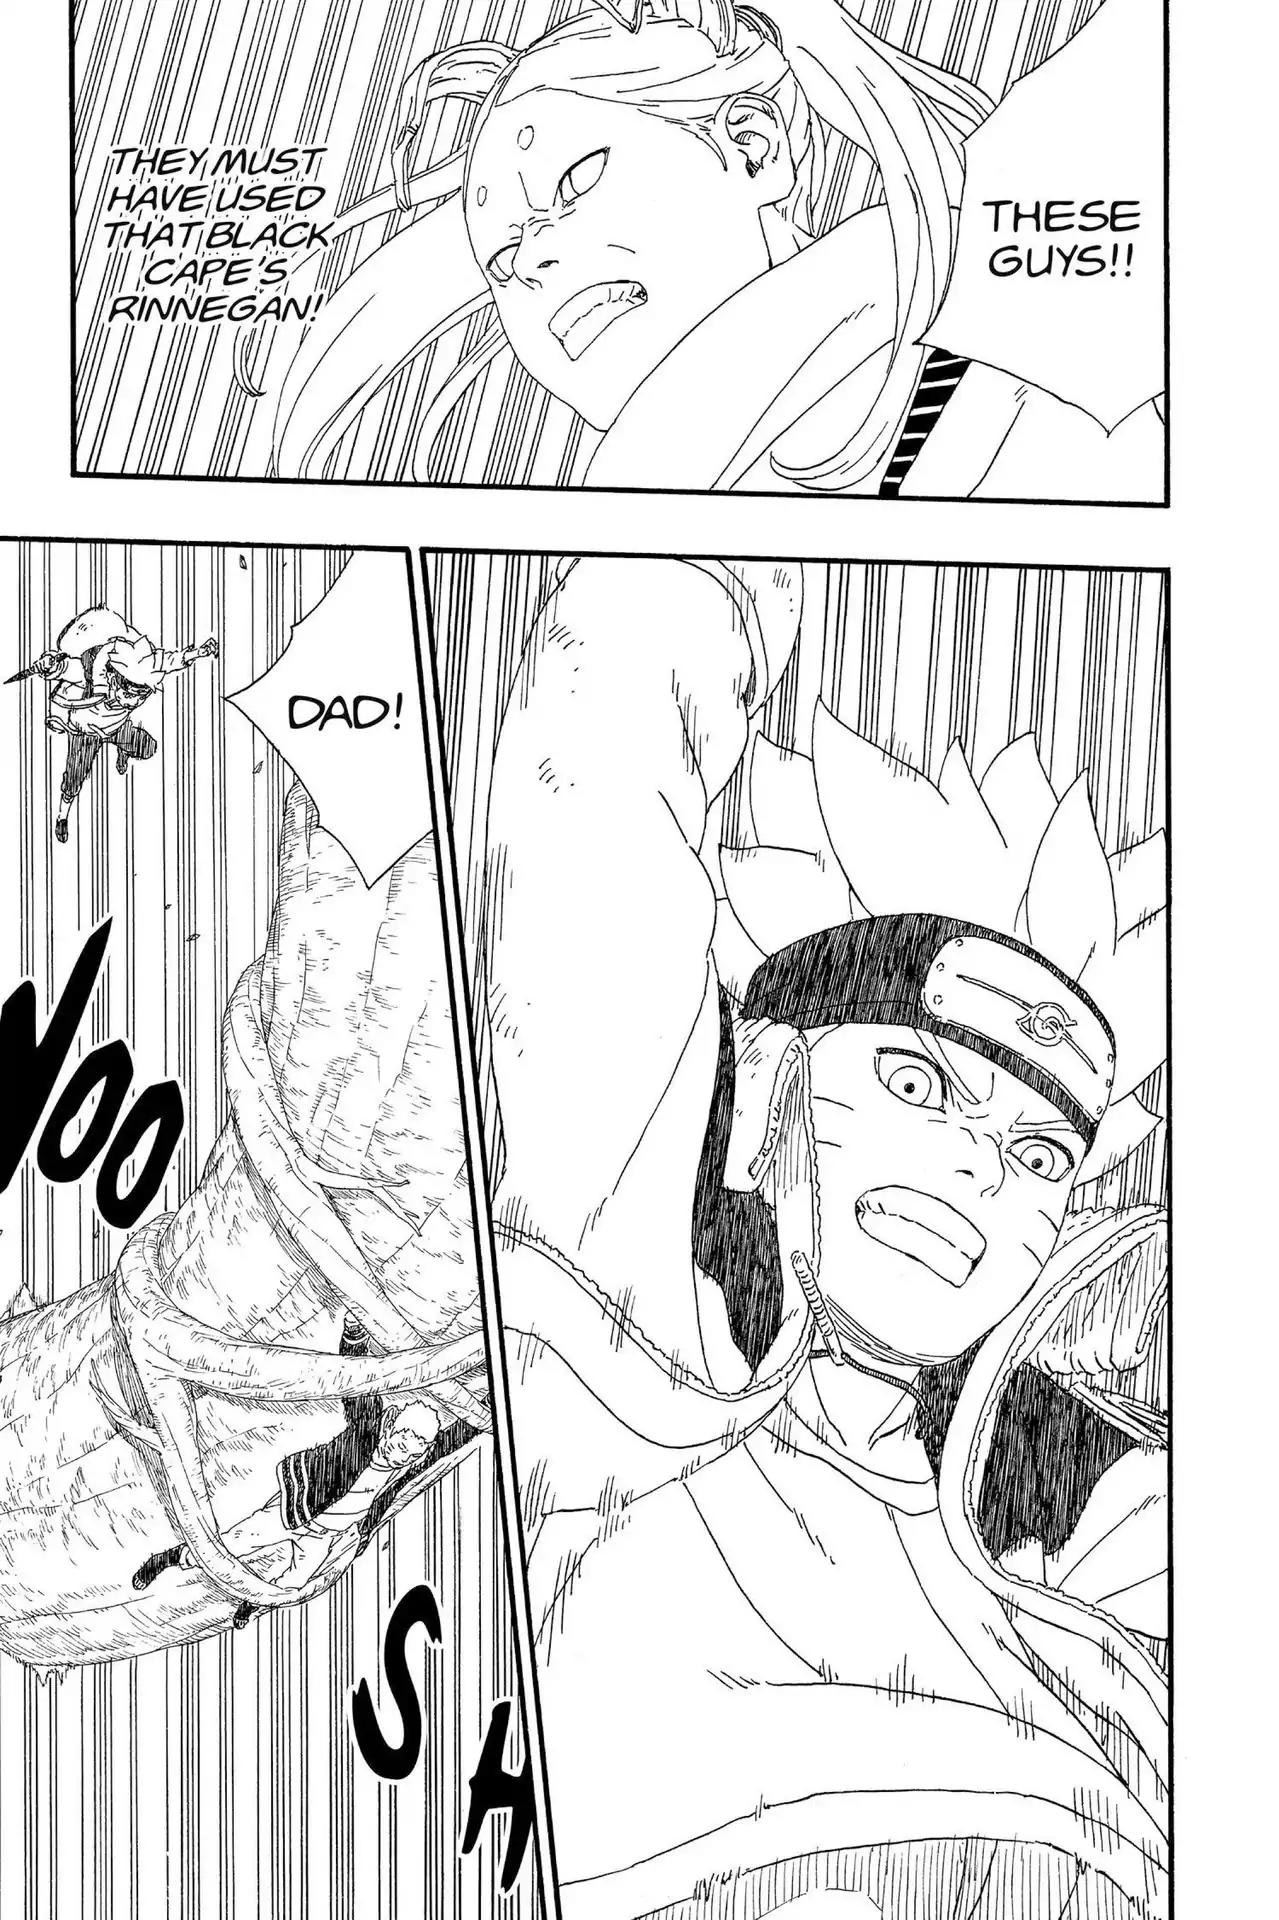 THESE
GUYS!!
THEY MUST
HAVE USED
THAT BLACK
CAPE'S
RINNEGAN!
DAD!
SH
WOO